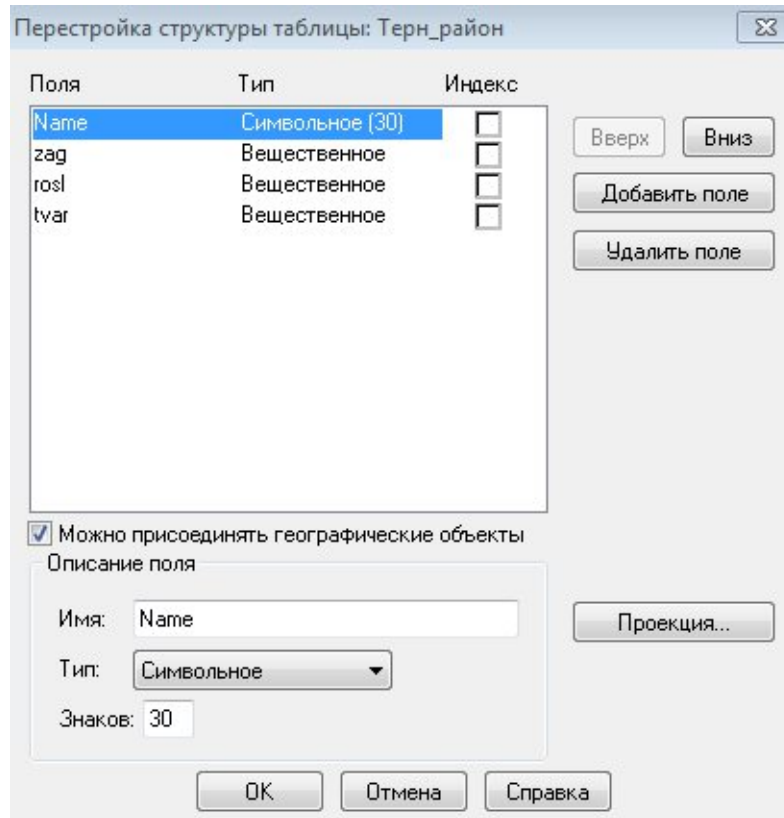 Перестройка структуры таблицы: Терн_район
Поля Тип Индекс
Name Символьное (30)
zag Вещественное
rosl Вещественное
tvar Вещественное
Вверх Вниз
Добавить поле
Удалить поле
Можно присоединять географические объекты
Описание поля
Имя: Name
Проекция...
Тип: Символьное
Знаков: 30
OK Отмена Справка